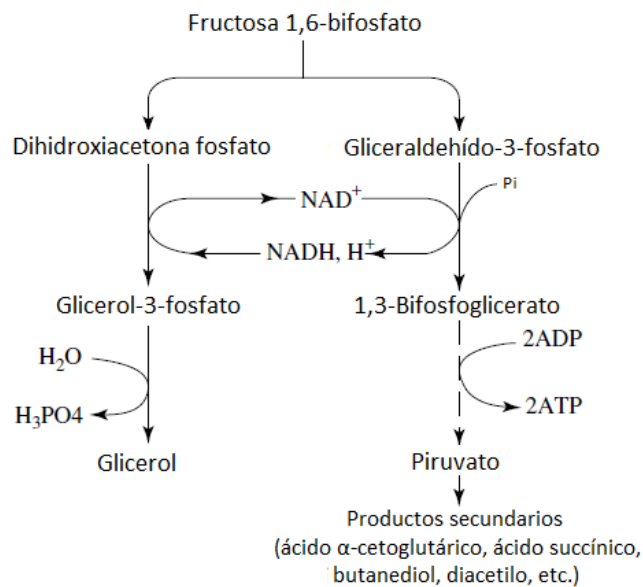 Fructosa 1,6-bifosfato
Dihidroxiacetona fosfato
Gliceraldehído-3-fosfato
Pi
NAD+
NADH, H+
Glicerol-3-fosfato
1,3-Bifosfoglicerato
H2O
2ADP
H3PO4
2ATP
Glicerol
Piruvato
Productos secundarios
(ácido α-cetoglutárico, ácido succínico,
butanediol, diacetilo, etc.)